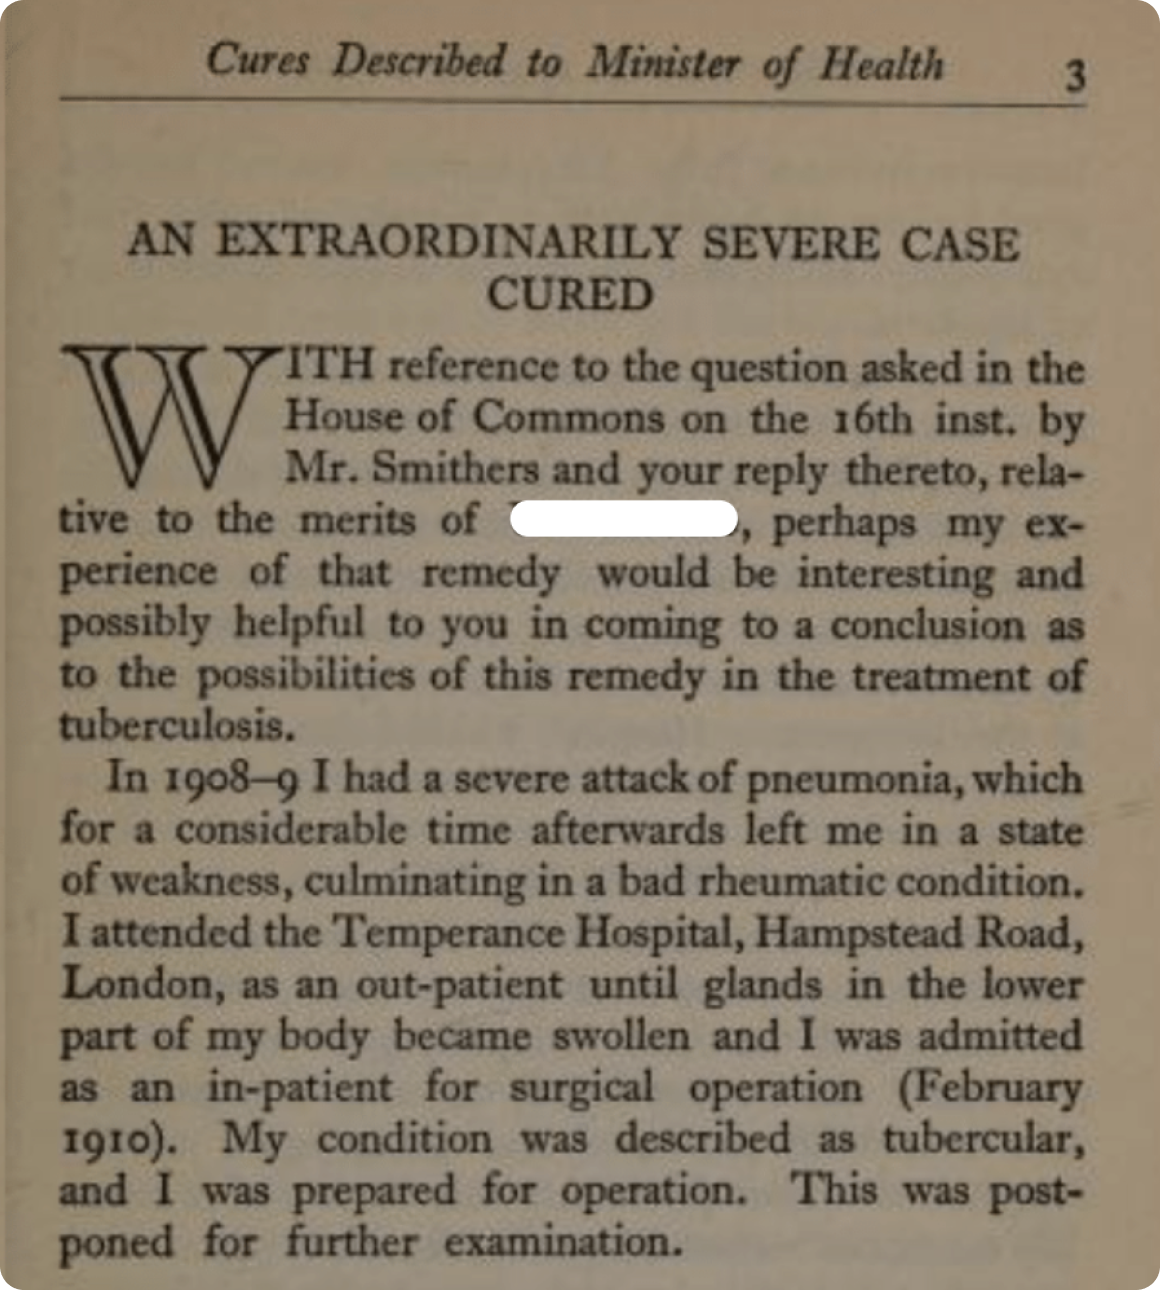 Cures Described to Minister of Health 3
AN EXTRAORDINARILY SEVERE CASE
CURED
WITH reference to the question asked in the
House of Commons on the 16th inst. by
Mr. Smithers and your reply thereto, rela-
tive to the merits of , perhaps my ex-
perience of that remedy would be interesting and
possibly helpful to you in coming to a conclusion as
to the possibilities of this remedy in the treatment of
tuberculosis.
In 1908–9 I had a severe attack of pneumonia, which
for a considerable time afterwards left me in a state
of weakness, culminating in a bad rheumatic condition.
I attended the Temperance Hospital, Hampstead Road,
London, as an out-patient until glands in the lower
part of my body became swollen and I was admitted
as an in-patient for surgical operation (February
1910). My condition was described as tubercular,
and I was prepared for operation. This was post-
poned for further examination.